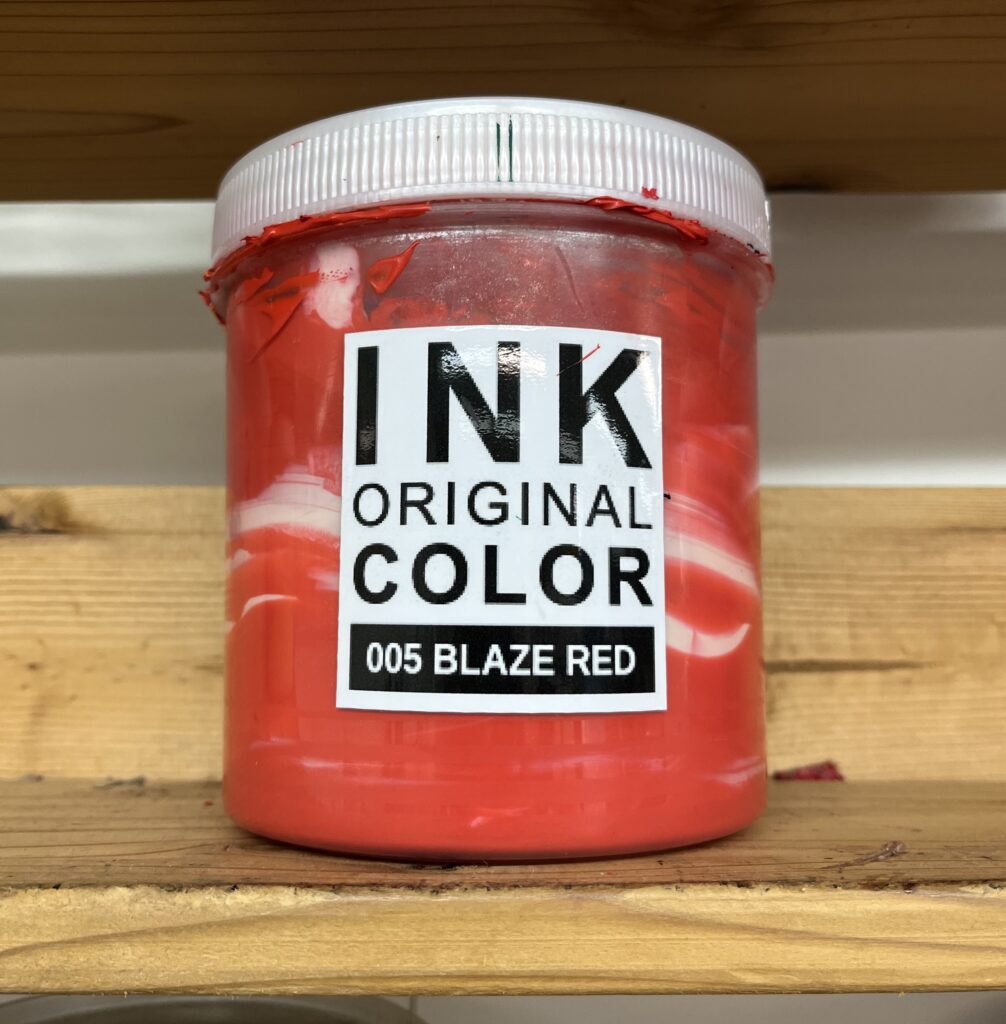 INK
ORIGINAL
COLOR
005 BLAZE RED